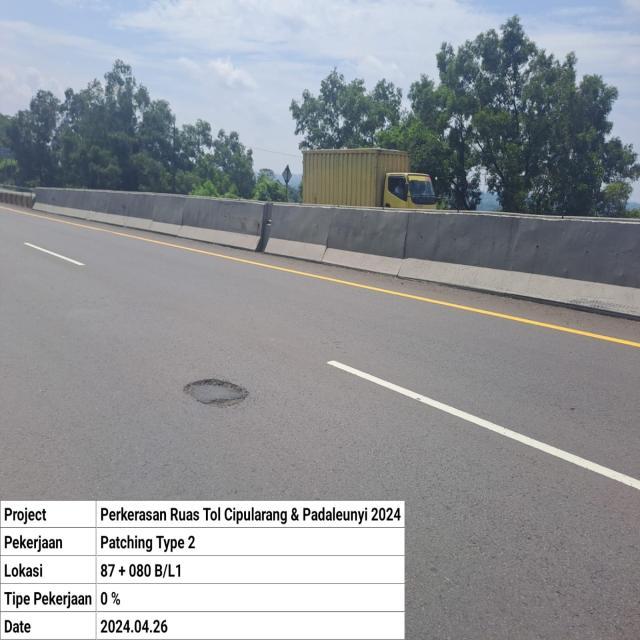 Project Perkerasan Ruas Tol Cipularang & Padaleunyi 2024
Pekerjaan Patching Type 2
Lokasi 87 + 080 B/L1
Tipe Pekerjaan 0 %
Date 2024.04.26